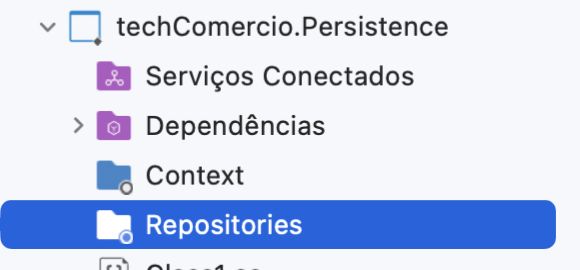 techComercio.Persistence
Serviços Conectados
Dependências
Context
Repositories